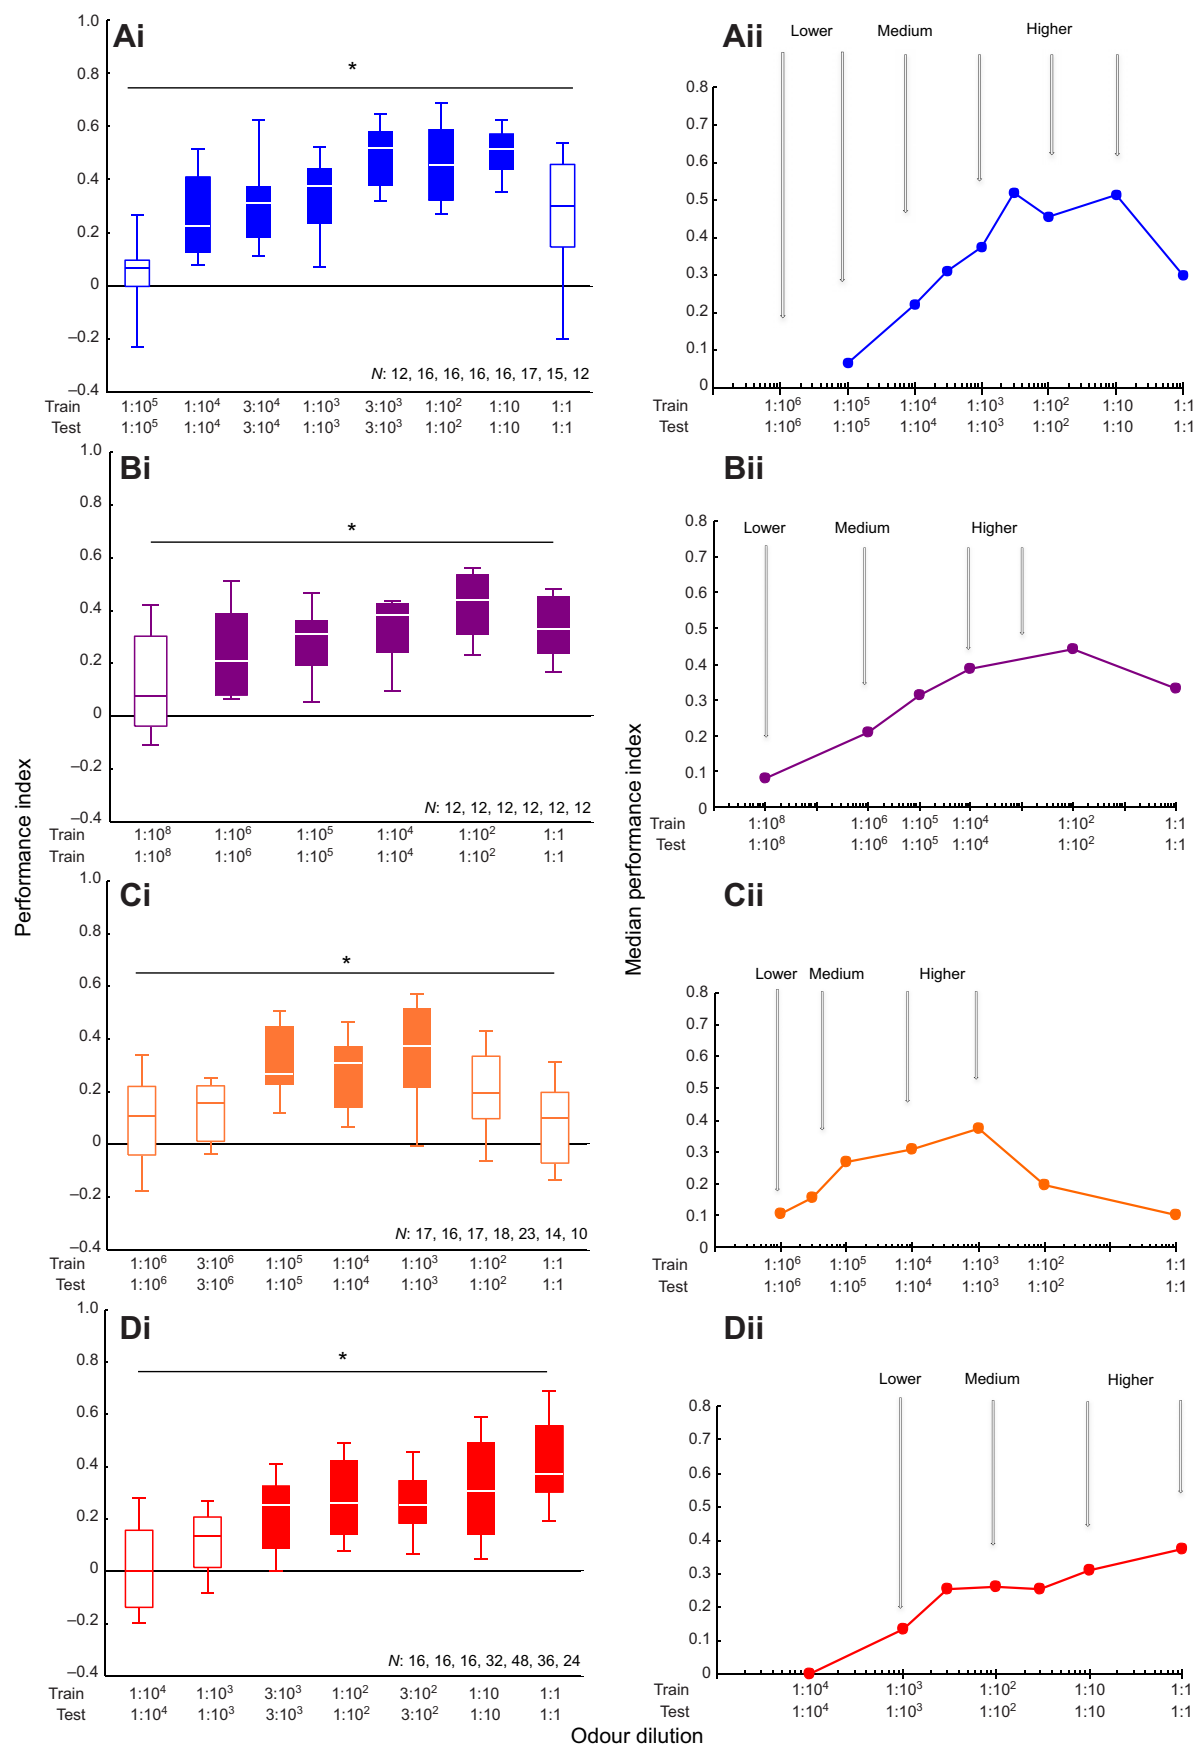 Performance index
Ai
1.0
0.8
0.6
0.4
0.2
0
–0.2
–0.4
*
N: 12, 16, 16, 16, 16, 17, 15, 12
Train 1:10⁵ 1:10⁴ 3:10⁴ 1:10³ 3:10³ 1:10² 1:10 1:1
Test 1:10⁵ 1:10⁴ 3:10⁴ 1:10³ 3:10³ 1:10² 1:10 1:1
Aii
Lower Medium Higher
0.8
0.7
0.6
0.5
0.4
0.3
0.2
0.1
0
Train 1:10⁶ 1:10⁵ 1:10⁴ 1:10³ 1:10² 1:10 1:1
Test 1:10⁶ 1:10⁵ 1:10⁴ 1:10³ 1:10² 1:10 1:1
Bi
1.0
0.8
0.6
0.4
0.2
0
–0.2
–0.4
*
N: 12, 12, 12, 12, 12, 12
Train 1:10⁸ 1:10⁶ 1:10⁵ 1:10⁴ 1:10² 1:1
Train 1:10⁸ 1:10⁶ 1:10⁵ 1:10⁴ 1:10² 1:1
Median performance index
Bii
Lower Medium Higher
0.8
0.7
0.6
0.5
0.4
0.3
0.2
0.1
0
Train 1:10⁸ 1:10⁶ 1:10⁵ 1:10⁴ 1:10² 1:1
Test 1:10⁸ 1:10⁶ 1:10⁵ 1:10⁴ 1:10² 1:1
Ci
1.0
0.8
0.6
0.4
0.2
0
–0.2
–0.4
*
N: 17, 16, 17, 18, 23, 14, 10
Train 1:10⁶ 3:10⁶ 1:10⁵ 1:10⁴ 1:10³ 1:10² 1:1
Test 1:10⁶ 3:10⁶ 1:10⁵ 1:10⁴ 1:10³ 1:10² 1:1
Cii
Lower Medium Higher
0.8
0.7
0.6
0.5
0.4
0.3
0.2
0.1
0
Train 1:10⁶ 1:10⁵ 1:10⁴ 1:10³ 1:10² 1:1
Test 1:10⁶ 1:10⁵ 1:10⁴ 1:10³ 1:10² 1:1
Di
1.0
0.8
0.6
0.4
0.2
0
–0.2
–0.4
*
N: 16, 16, 16, 32, 48, 36, 24
Train 1:10⁴ 1:10³ 3:10³ 1:10² 3:10² 1:10 1:1
Test 1:10⁴ 1:10³ 3:10³ 1:10² 3:10² 1:10 1:1
Dii
Lower Medium Higher
0.8
0.7
0.6
0.5
0.4
0.3
0.2
0.1
0
Train 1:10⁴ 1:10³ 1:10² 1:10 1:1
Test 1:10⁴ 1:10³ 1:10² 1:10 1:1
Odour dilution